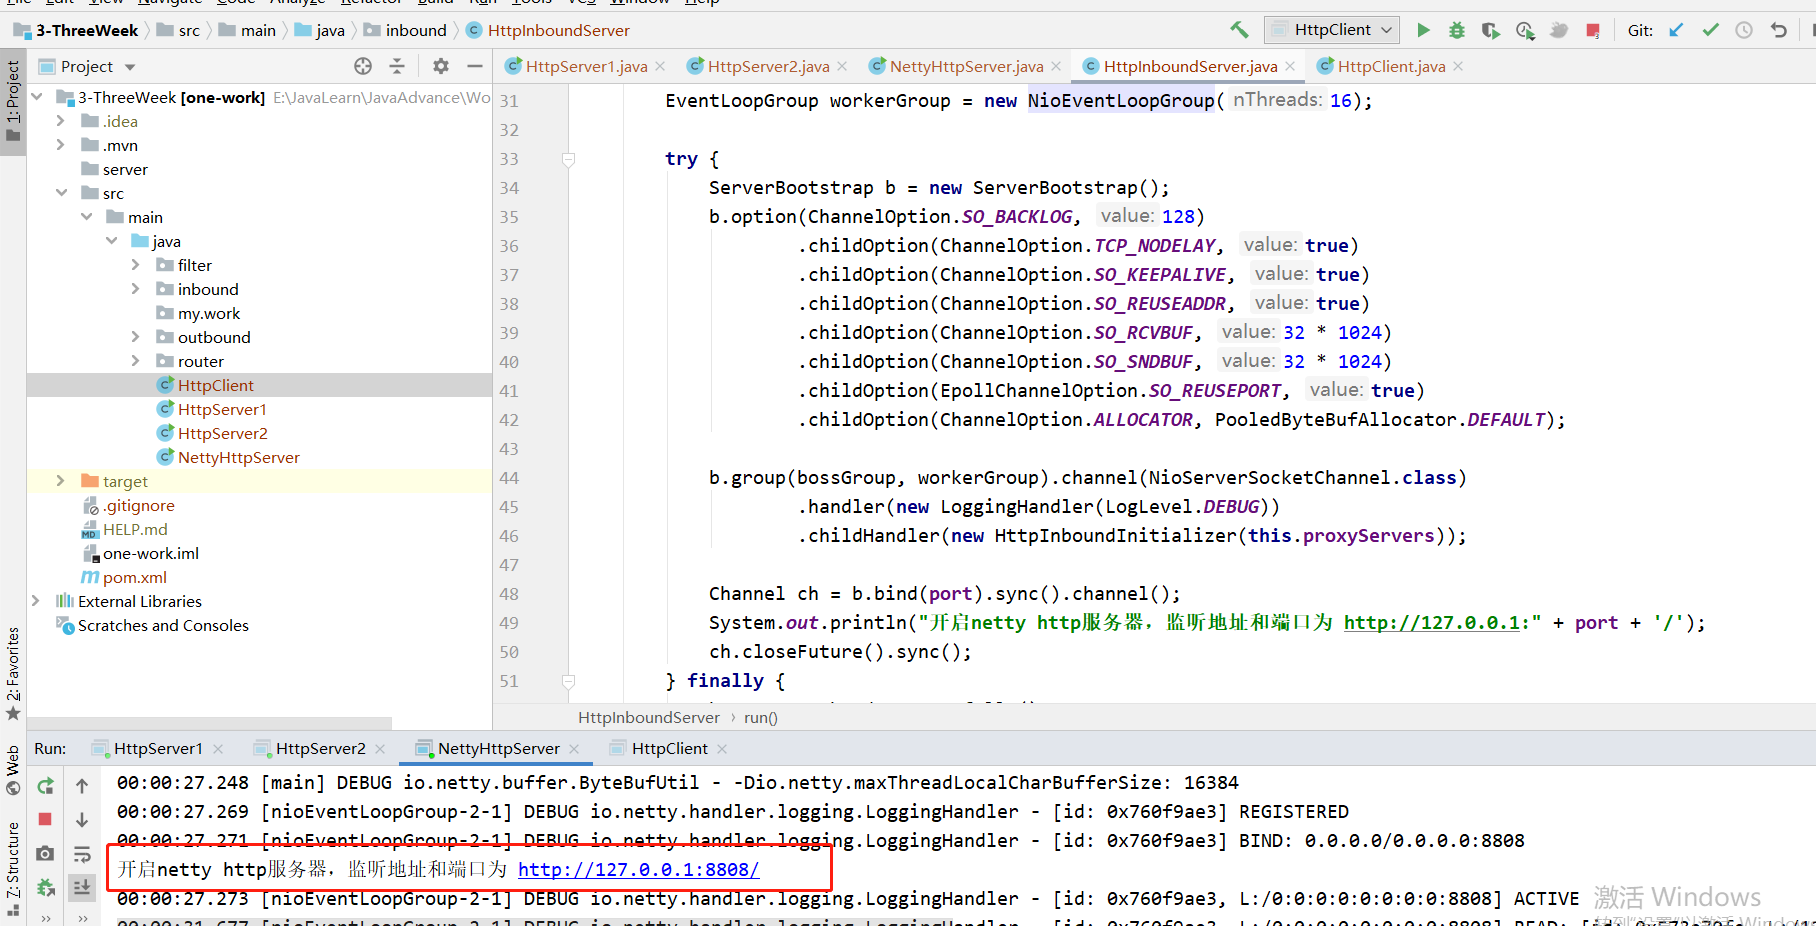 File Edit View Navigate Code Analyze Refactor Build Run Tools VCS Window Help
3-ThreeWeek src main java inbound HttpInboundServer HttpClient Git:
1: Project
Project
HttpServer1.java HttpServer2.java NettyHttpServer.java HttpInboundServer.java HttpClient.java
3-ThreeWeek [one-work] E:\JavaLearn\JavaAdvance\Wo
.idea
.mvn
server
src
main
java
filter
inbound
my.work
outbound
router
HttpClient
HttpServer1
HttpServer2
NettyHttpServer
target
.gitignore
HELP.md
one-work.iml
pom.xml
External Libraries
Scratches and Consoles
31 EventLoopGroup workerGroup = new NioEventLoopGroup( nThreads: 16);
32
33 try {
34 ServerBootstrap b = new ServerBootstrap();
35 b.option(ChannelOption.SO_BACKLOG, value: 128)
36 .childOption(ChannelOption.TCP_NODELAY, value: true)
37 .childOption(ChannelOption.SO_KEEPALIVE, value: true)
38 .childOption(ChannelOption.SO_REUSEADDR, value: true)
39 .childOption(ChannelOption.SO_RCVBUF, value: 32 * 1024)
40 .childOption(ChannelOption.SO_SNDBUF, value: 32 * 1024)
41 .childOption(EpollChannelOption.SO_REUSEPORT, value: true)
42 .childOption(ChannelOption.ALLOCATOR, PooledByteBufAllocator.DEFAULT);
43
44 b.group(bossGroup, workerGroup).channel(NioServerSocketChannel.class)
45 .handler(new LoggingHandler(LogLevel.DEBUG))
46 .childHandler(new HttpInboundInitializer(this.proxyServers));
47
48 Channel ch = b.bind(port).sync().channel();
49 System.out.println("开启netty http服务器，监听地址和端口为 http://127.0.0.1:" + port + '/');
50 ch.closeFuture().sync();
51 } finally {
HttpInboundServer › run()
2: Favorites
Web
7: Structure
Run: HttpServer1 HttpServer2 NettyHttpServer HttpClient
00:00:27.248 [main] DEBUG io.netty.buffer.ByteBufUtil - -Dio.netty.maxThreadLocalCharBufferSize: 16384
00:00:27.269 [nioEventLoopGroup-2-1] DEBUG io.netty.handler.logging.LoggingHandler - [id: 0x760f9ae3] REGISTERED
00:00:27.271 [nioEventLoopGroup-2-1] DEBUG io.netty.handler.logging.LoggingHandler - [id: 0x760f9ae3] BIND: 0.0.0.0/0.0.0.0:8808
开启netty http服务器，监听地址和端口为 http://127.0.0.1:8808/
00:00:27.273 [nioEventLoopGroup-2-1] DEBUG io.netty.handler.logging.LoggingHandler - [id: 0x760f9ae3, L:/0:0:0:0:0:0:0:0:8808] ACTIVE
激活 Windows